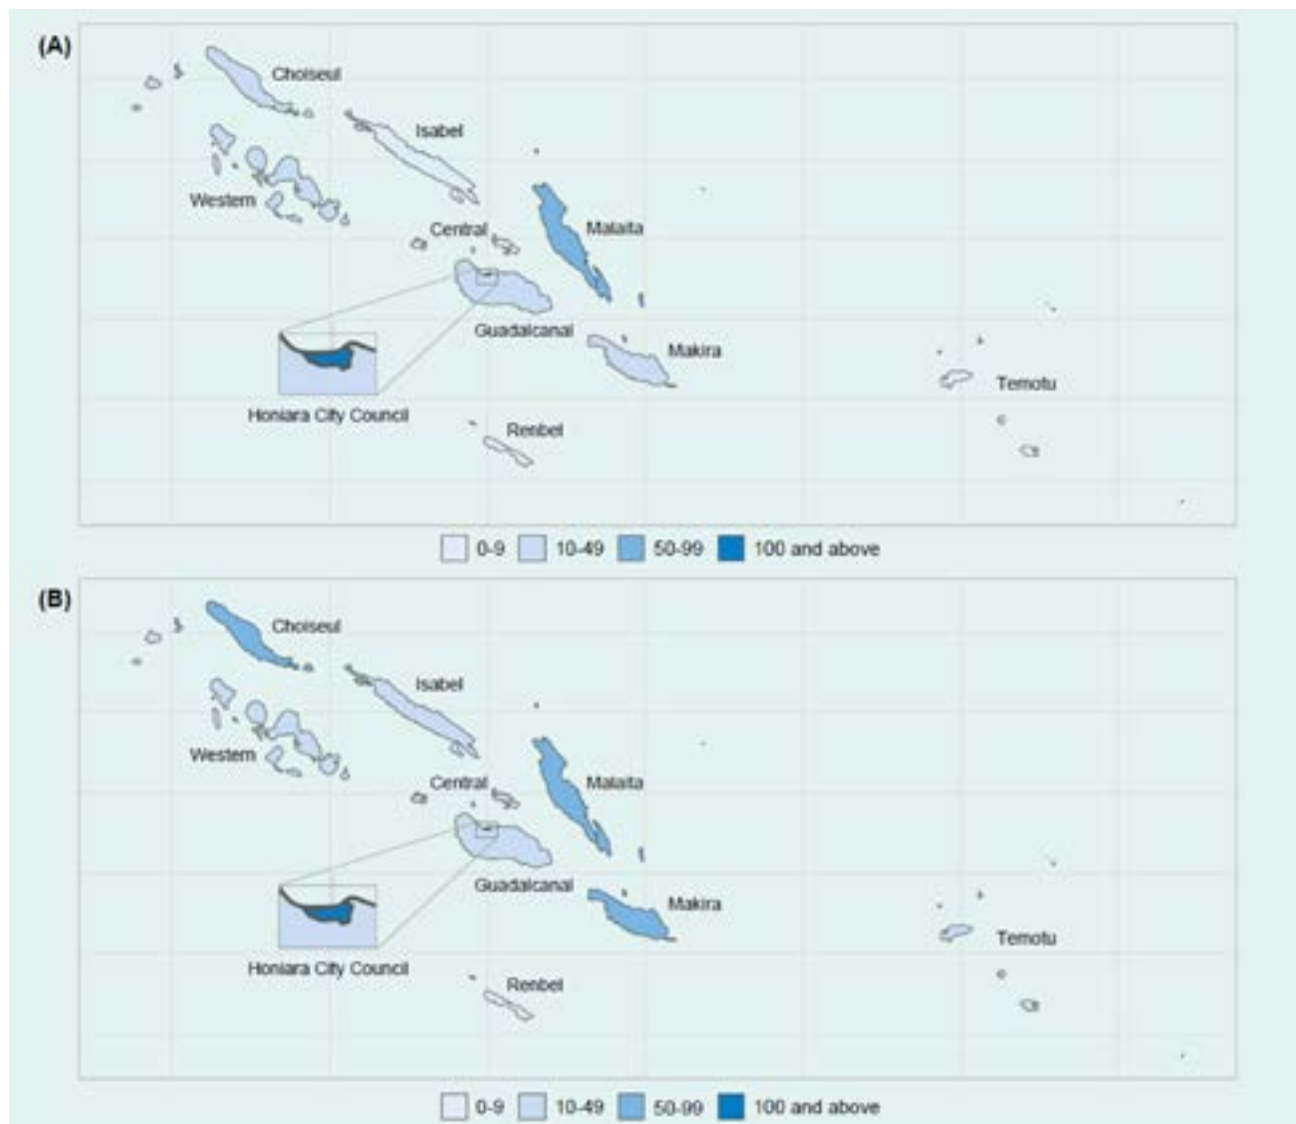 (A)
Choiseul
Isabel
Western
Central
Malaita
Guadalcanal
Makira
Honiara City Council
Temotu
Renbel
0-9 10-49 50-99 100 and above
(B)
Choiseul
Isabel
Western
Central
Malaita
Guadalcanal
Makira
Honiara City Council
Temotu
Renbel
0-9 10-49 50-99 100 and above